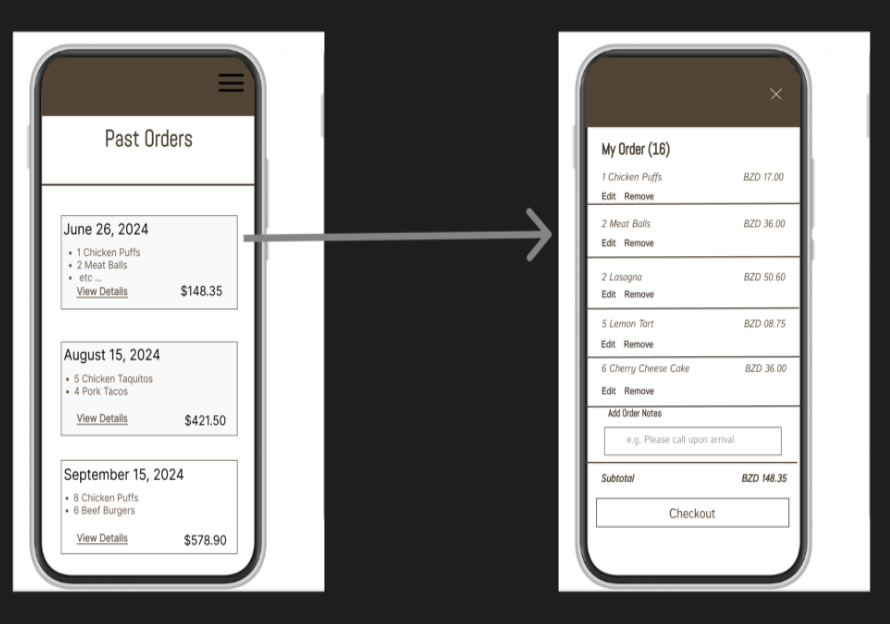 Past Orders
June 26, 2024
• 1 Chicken Puffs
• 2 Meat Balls
• etc ...
View Details $148.35
August 15, 2024
• 5 Chicken Taquitos
• 4 Pork Tacos
View Details $421.50
September 15, 2024
• 8 Chicken Puffs
• 6 Beef Burgers
View Details $578.90
My Order (16)
1 Chicken Puffs BZD 17.00
Edit Remove
2 Meat Balls BZD 36.00
Edit Remove
2 Lasagna BZD 50.60
Edit Remove
5 Lemon Tart BZD 08.75
Edit Remove
6 Cherry Cheese Cake BZD 36.00
Edit Remove
Add Order Notes
e.g, Please call upon arrival
Subtotal BZD 148.35
Checkout